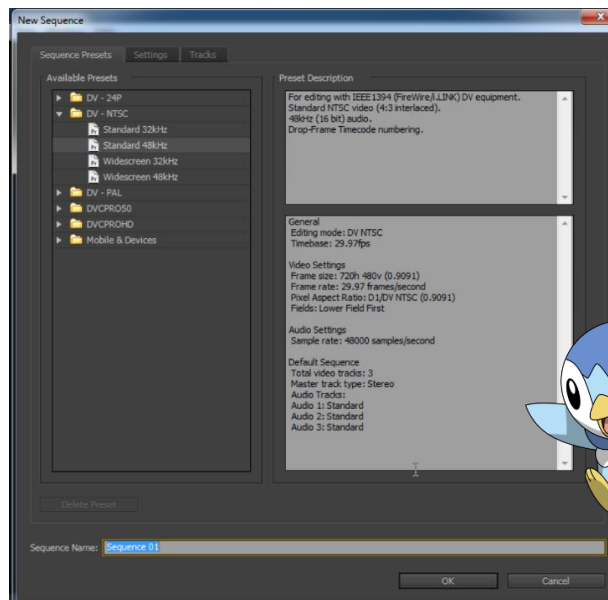 New Sequence
Sequence Presets
Settings
Tracks
Available Presets
DV - 24P
DV - NTSC
Standard 32kHz
Standard 48kHz
Widescreen 32kHz
Widescreen 48kHz
DV - PAL
DVCPRO50
DVCPROHD
Mobile & Devices
Preset Description
For editing with IEEE1394 (FireWire/i.LINK) DV equipment.
Standard NTSC video (4:3 interlaced).
48kHz (16 bit) audio.
Drop-Frame Timecode numbering.
General
Editing mode: DV NTSC
Timebase: 29.97fps
Video Settings
Frame size: 720h 480v (0.9091)
Frame rate: 29.97 frames/second
Pixel Aspect Ratio: D1/DV NTSC (0.9091)
Fields: Lower Field First
Audio Settings
Sample rate: 48000 samples/second
Default Sequence
Total video tracks: 3
Master track type: Stereo
Audio Tracks:
Audio 1: Standard
Audio 2: Standard
Audio 3: Standard
Delete Preset
Sequence Name: Sequence 01
OK
Cancel